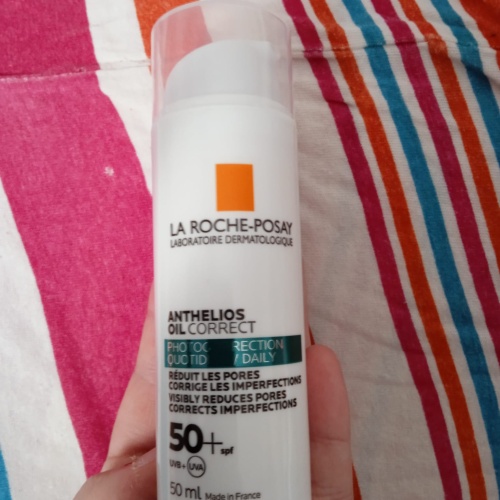 LA ROCHE-POSAY
LABORATOIRE DERMATOLOGIQUE
ANTHELIOS
OIL CORRECT
DAILY
RÉDUIT LES PORES
CORRIGE LES IMPERFECTIONS
VISIBLY REDUCES PORES
CORRECTS IMPERFECTIONS
50+ spf
UVB+ UVA
50 ml Made in France